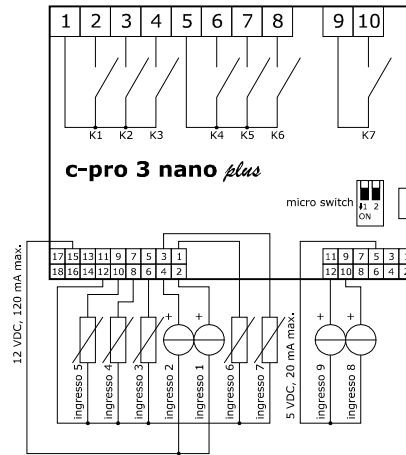 1 2 3 4 5 6 7 8 9 10
K1 K2 K3 K4 K5 K6 K7
c-pro 3 nano plus
micro switch
1 2
ON
17 15 13 11 9 7 5 3 1
18 16 14 12 10 8 6 4 2
11 9 7 5 3
12 10 8 6 4
12 VDC, 120 mA max.
+ +
ingresso 5
ingresso 4
ingresso 3
ingresso 2
ingresso 1
ingresso 6
ingresso 7
5 VDC, 20 mA max.
+ +
ingresso 9
ingresso 8